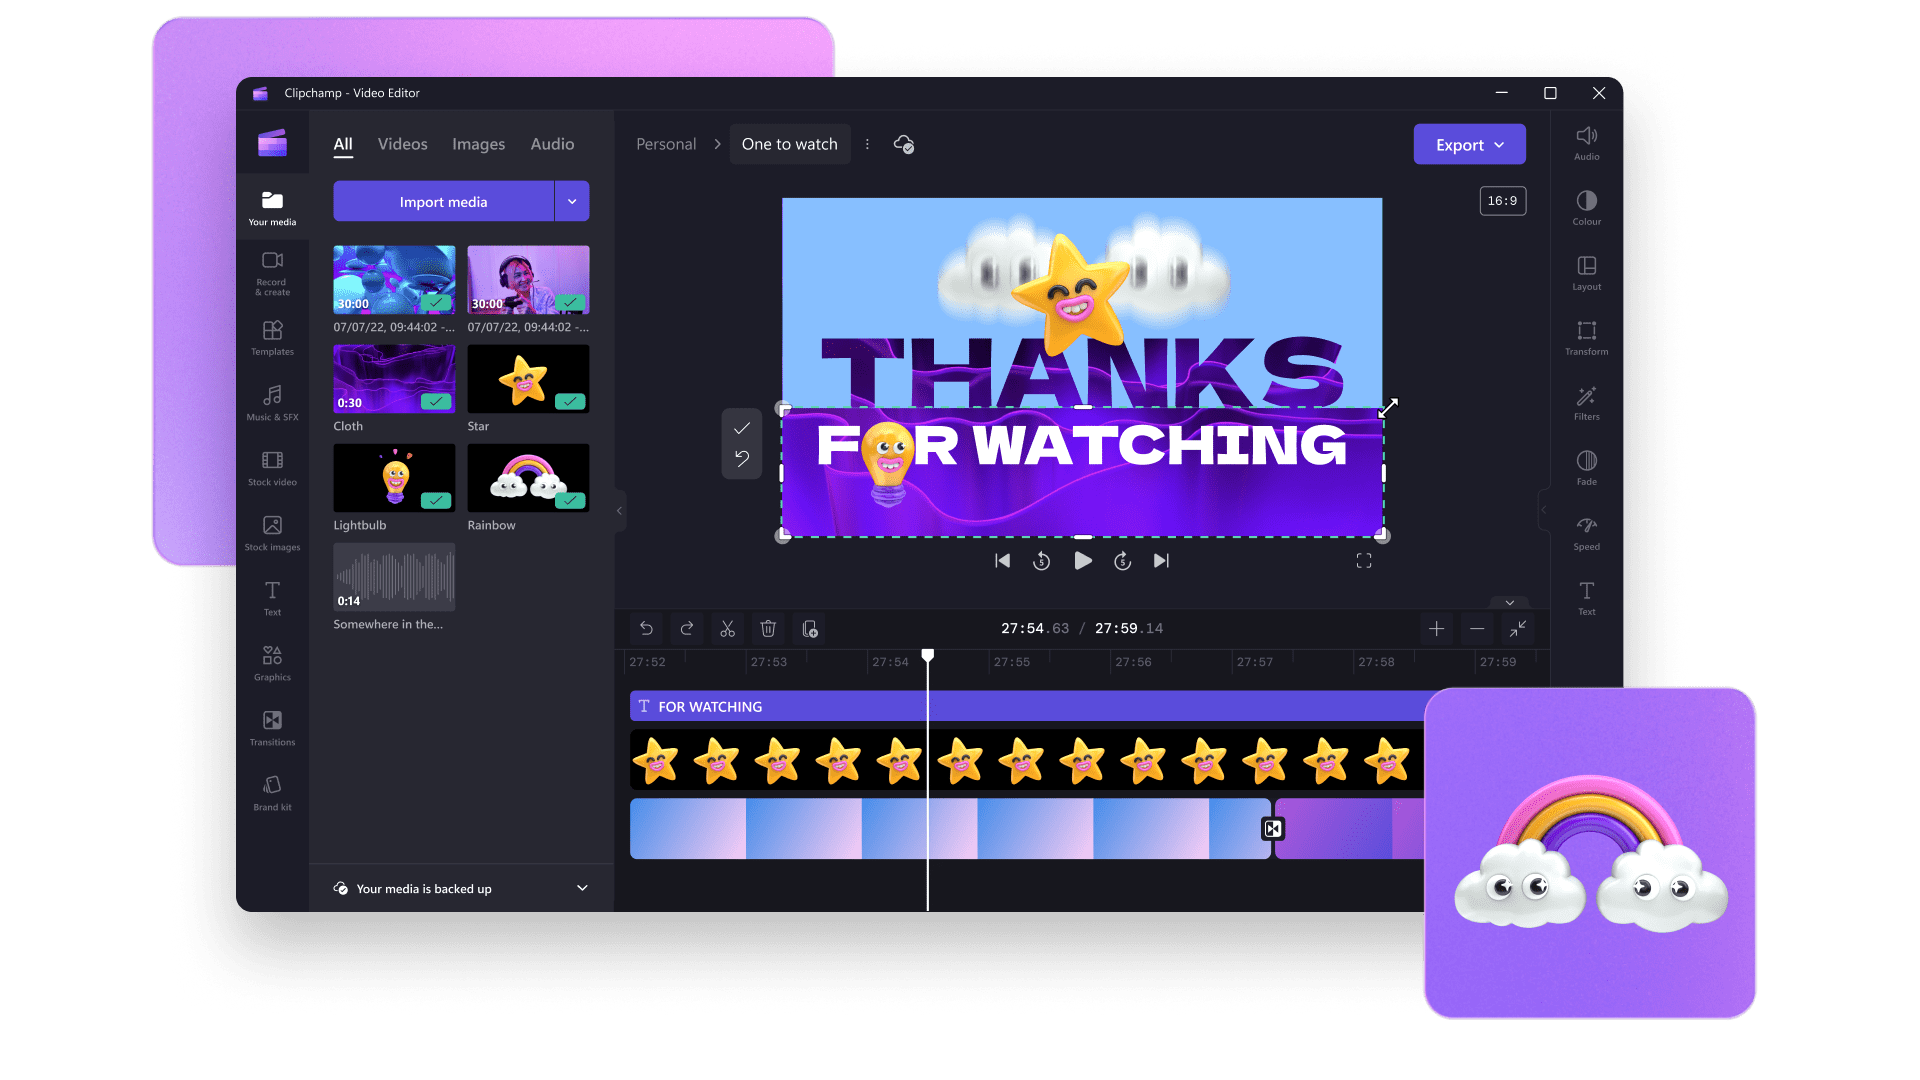 Clipchamp - Video Editor
All Videos Images Audio
Personal One to watch
Export
Import media
16:9
Your media
Record
& create
Templates
Music & SFX
Stock video
Stock images
Text
Graphics
Transitions
Brand kit
30:00
30:00
07/07/22, 09:44:02 -...
07/07/22, 09:44:02 -...
0:30
Cloth
Star
Lightbulb
Rainbow
0:14
Somewhere in the...
Your media is backed up
THANKS
FOR WATCHING
5
5
27:54.63 / 27:59.14
27:52 27:53 27:54 27:55 27:56 27:57 27:58 27:59
T FOR WATCHING
Audio
Colour
Layout
Transform
Filters
Fade
Speed
Text